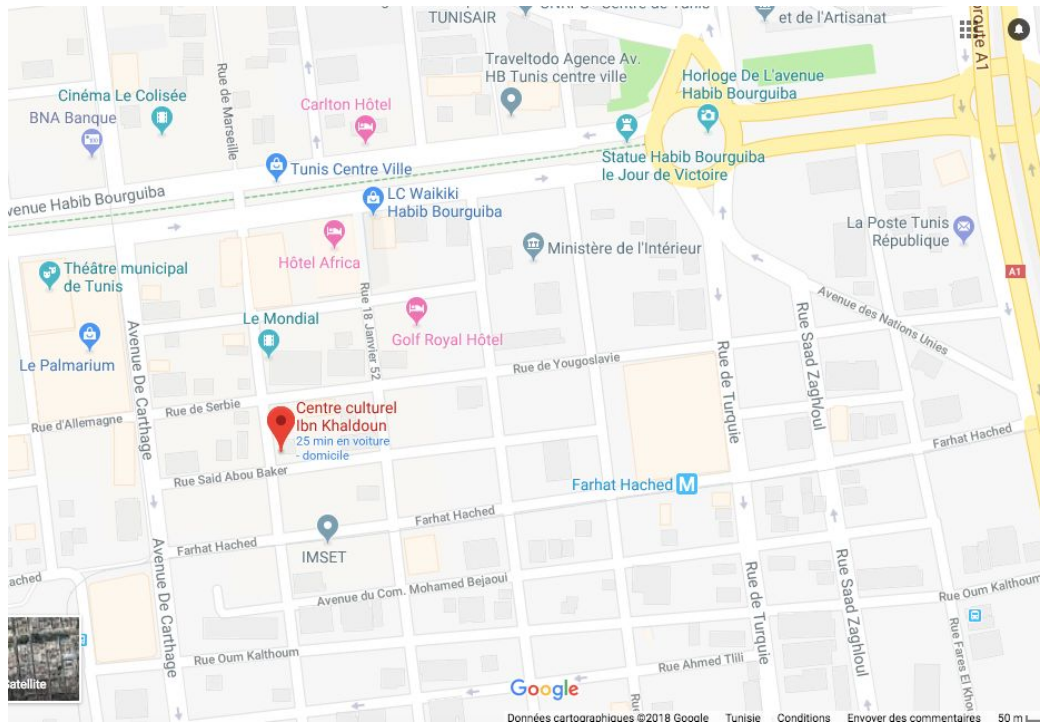 TUNISAIR
et de l'Artisanat
Traveltodo Agence Av.
HB Tunis centre ville
Horloge De L'avenue
Habib Bourguiba
Cinéma Le Colisée
BNA Banque
Rue de Marseille
Carlton Hôtel
Tunis Centre Ville
Statue Habib Bourguiba
le Jour de Victoire
venue Habib Bourguiba
LC Waikiki
Habib Bourguiba
La Poste Tunis
République
Ministère de l'Intérieur
Hôtel Africa
Théâtre municipal
de Tunis
A1
Rue 18 Janvier 52
Avenue des Nations Unies
Le Mondial
Golf Royal Hôtel
Le Palmarium
Avenue De Carthage
Rue de Yougoslavie
Rue de Turquie
Rue Saad Zaghloul
Rue de Serbie
Rue d'Allemagne
Centre culturel
Ibn Khaldoun
25 min en voiture
- domicile
Farhat Hached
Rue Said Abou Baker
Farhat Hached M
Farhat Hached
Farhat Hached
IMSET
Avenue De Carthage
ached
Avenue du Com. Mohamed Bejaoui
Rue de Turquie
Rue Saad Zaghloul
Rue Oum Kalthoum
Rue Fares El Khou
Rue Oum Kalthoum
Rue Ahmed Tlili
Satellite
Google
Données cartographiques ©2018 Google Tunisie Conditions Envoyer des commentaires 50 m